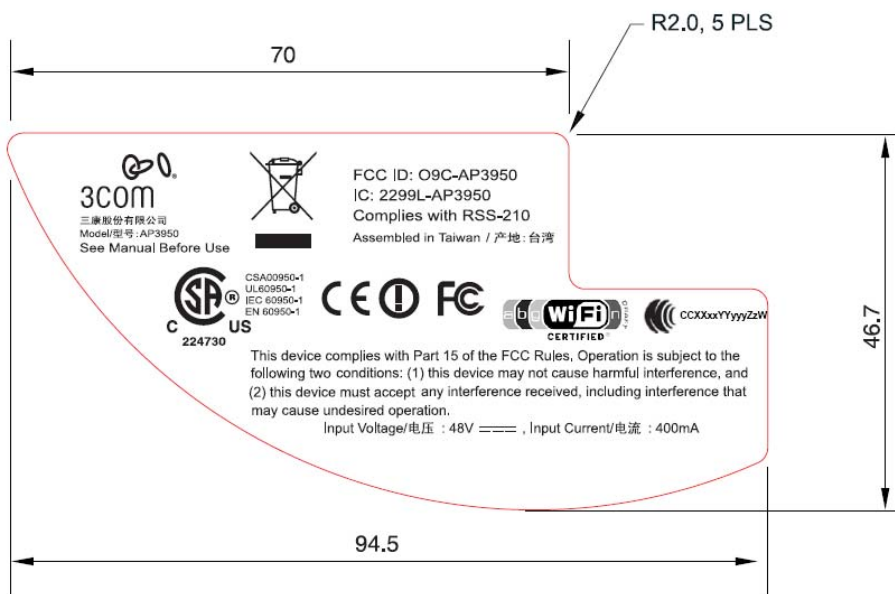 R2.0, 5 PLS
70
3COM
三康股份有限公司
Model/型号:AP3950
See Manual Before Use
FCC ID: O9C-AP3950
IC: 2299L-AP3950
Complies with RSS-210
Assembled in Taiwan / 产地:台湾
CSA00950-1
UL60950-1
IEC 60950-1
EN 60950-1
SA
®
C
US
224730
CE
FC
abg WiFi n
DRAFT
CERTIFIED
CCXXxxYYyyyZzW
46.7
This device complies with Part 15 of the FCC Rules, Operation is subject to the
following two conditions: (1) this device may not cause harmful interference, and
(2) this device must accept any interference received, including interference that
may cause undesired operation.
Input Voltage/电压 : 48V , Input Current/电流 : 400mA
94.5